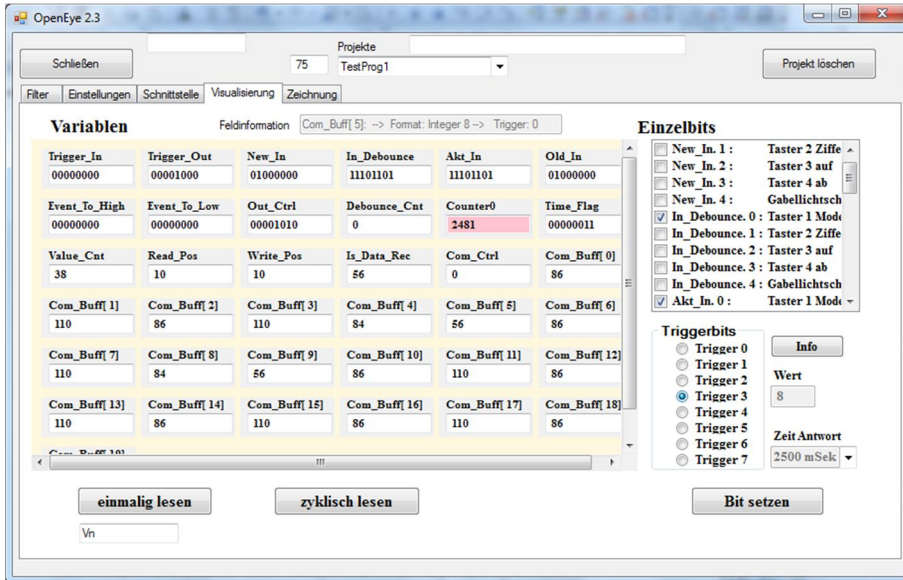 OpenEye 2.3
Schließen
Projekte
75
TestProg1
Projekt löschen
Filter Einstellungen Schnittstelle Visualisierung Zeichnung
Variablen
Feldinformation Com_Buff[ 5]: --> Format: Integer 8 --> Trigger: 0
Trigger_In Trigger_Out New_In In_Debounce Akt_In Old_In
00000000 00001000 01000000 11101101 11101101 01000000
Event_To_High Event_To_Low Out_Ctrl Debounce_Cnt Counter0 Time_Flag
00000000 00000000 00001010 0 2481 00000011
Value_Cnt Read_Pos Write_Pos Is_Data_Rec Com_Ctrl Com_Buff[ 0]
38 10 10 56 0 86
Com_Buff[ 1] Com_Buff[ 2] Com_Buff[ 3] Com_Buff[ 4] Com_Buff[ 5] Com_Buff[ 6]
110 86 110 84 56 86
Com_Buff[ 7] Com_Buff[ 8] Com_Buff[ 9] Com_Buff[ 10] Com_Buff[ 11] Com_Buff[ 12]
110 84 56 86 110 86
Com_Buff[ 13] Com_Buff[ 14] Com_Buff[ 15] Com_Buff[ 16] Com_Buff[ 17] Com_Buff[ 18]
110 86 110 86 110 86
einmalig lesen
zyklisch lesen
Vn
Einzelbits
New_In. 1 : Taster 2 Ziffe
New_In. 2 : Taster 3 auf
New_In. 3 : Taster 4 ab
New_In. 4 : Gabellichtsch
In_Debounce. 0 : Taster 1 Mode
In_Debounce. 1 : Taster 2 Ziffe
In_Debounce. 2 : Taster 3 auf
In_Debounce. 3 : Taster 4 ab
In_Debounce. 4 : Gabellichtsch
Akt_In. 0 : Taster 1 Mode
Triggerbits
Trigger 0
Trigger 1
Trigger 2
Trigger 3
Trigger 4
Trigger 5
Trigger 6
Trigger 7
Info
Wert
8
Zeit Antwort
2500 mSek
Bit setzen